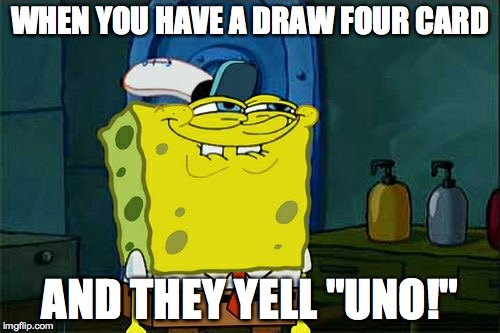 WHEN YOU HAVE A DRAW FOUR CARD
AND THEY YELL "UNO!"
imgflip.com